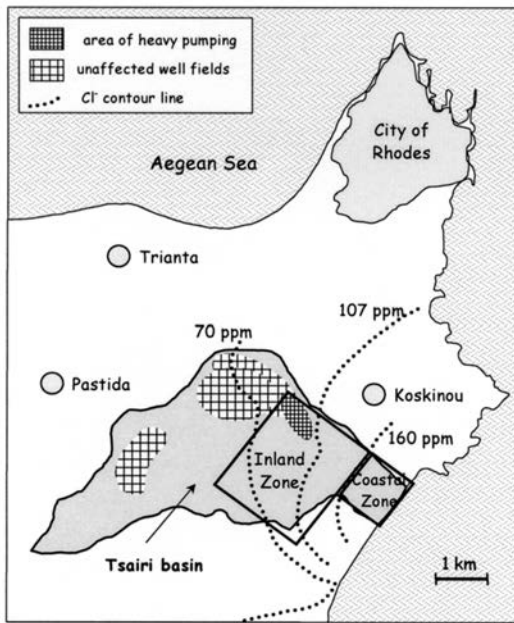 area of heavy pumping
unaffected well fields
Cl⁻ contour line
City of
Rhodes
Aegean Sea
Trianta
107 ppm
70 ppm
Pastida
Koskinou
160 ppm
Inland
Zone
Coastal
Zone
Tsairi basin
1 km